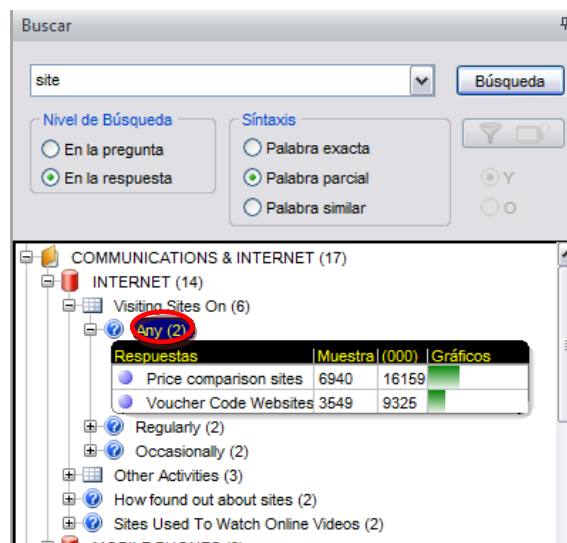 Buscar
site
Búsqueda
Nivel de Búsqueda
Síntaxis
En la pregunta
Palabra exacta
En la respuesta
Palabra parcial
Y
Palabra similar
O
COMMUNICATIONS & INTERNET (17)
INTERNET (14)
Visiting Sites On (6)
Any (2)
Respuestas |Muestra|(000) |Gráficos
Price comparison sites 6940 16159
Voucher Code Websites 3549 9325
Regularly (2)
Occasionally (2)
Other Activities (3)
How found out about sites (2)
Sites Used To Watch Online Videos (2)